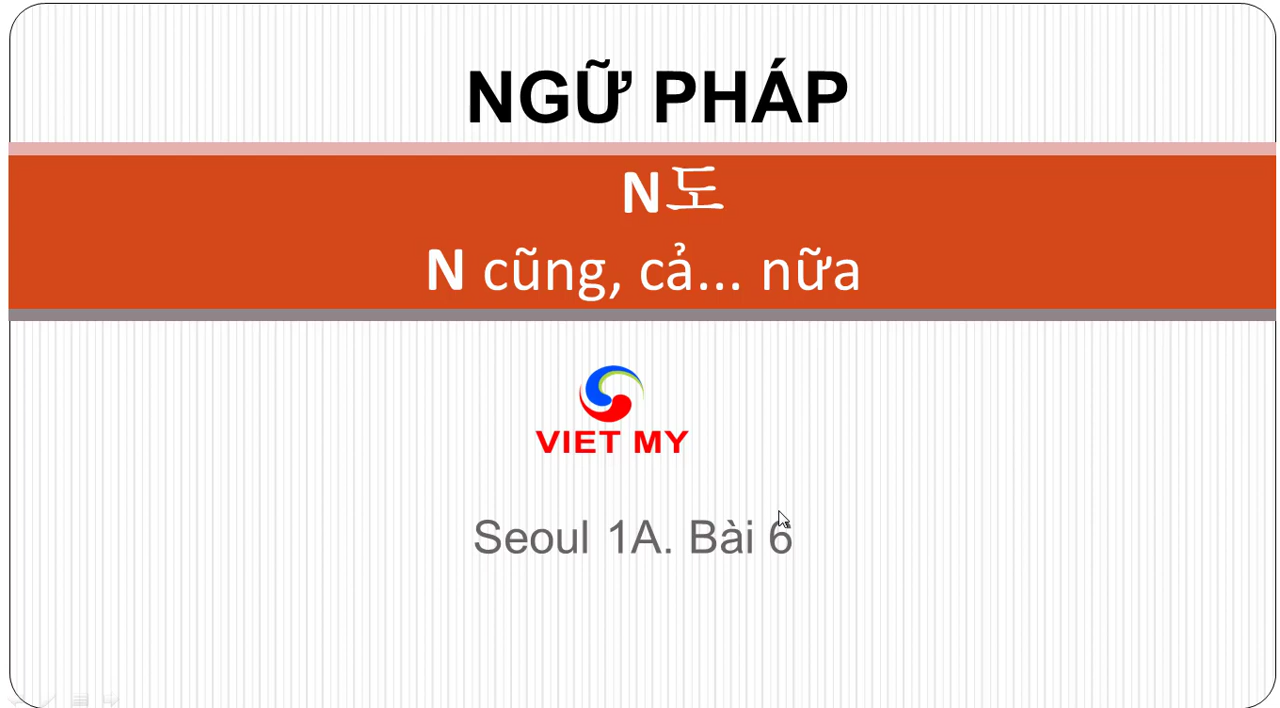 NGỮ PHÁP
N도
N cũng, cả... nữa
VIET MY
Seoul 1A. Bài 6